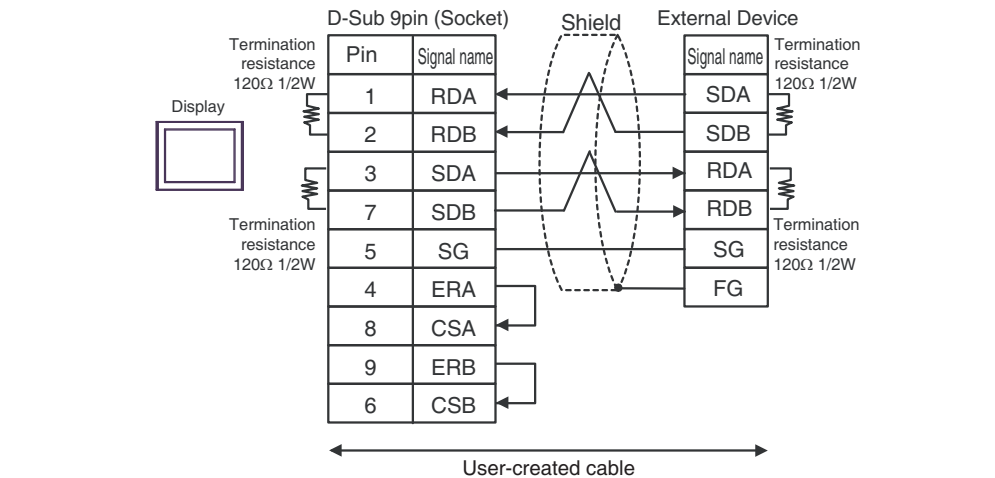 D-Sub 9pin (Socket)
Shield
External Device
Termination
resistance
120Ω 1/2W
Pin
Signal name
Signal name
Termination
resistance
120Ω 1/2W
Display
1 RDA
SDA
2 RDB
SDB
3 SDA
RDA
7 SDB
RDB
Termination
resistance
120Ω 1/2W
Termination
resistance
120Ω 1/2W
5 SG
SG
4 ERA
FG
8 CSA
9 ERB
6 CSB
User-created cable